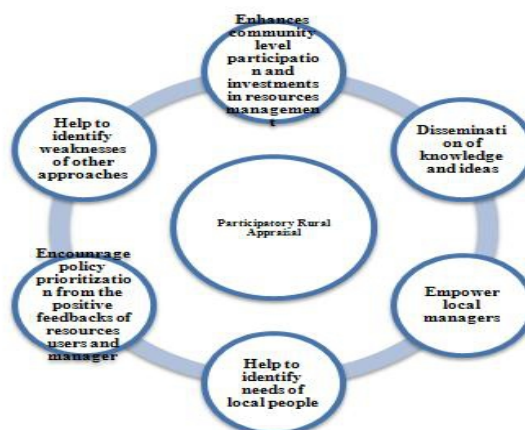 Enhances
community
level
participatio
n and
investments
in resources
managemen
t
Disseminati
on of
knowledge
and ideas
Empower
local
managers
Help to
identify
needs of
local people
Encounrage
policy
prioritizatio
n from the
positive
feedbacks of
resources
users and
manager
Help to
identify
weaknesses
of other
approaches
Participatory Rural
Appraisal